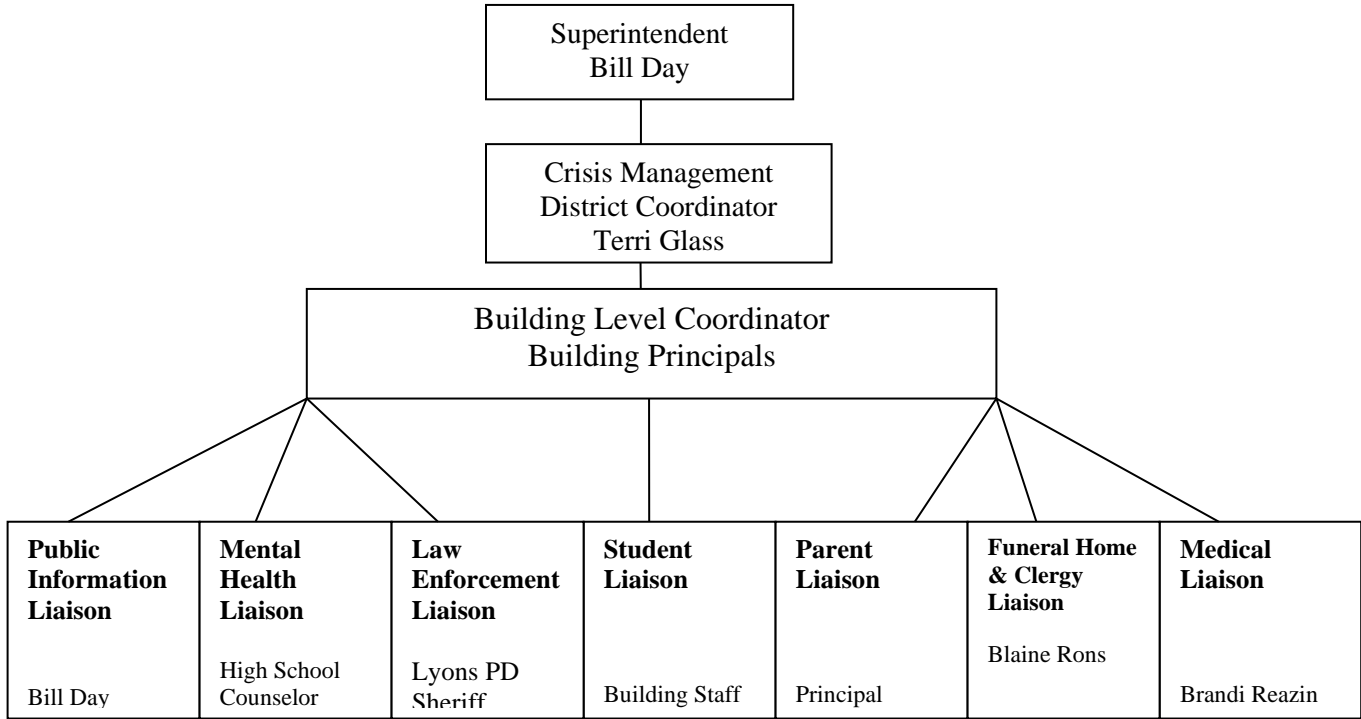 Superintendent
Bill Day
Crisis Management
District Coordinator
Terri Glass
Building Level Coordinator
Building Principals
Public
Information
Liaison
Bill Day
Mental
Health
Liaison
High School
Counselor
Law
Enforcement
Liaison
Lyons PD
Sheriff
Student
Liaison
Building Staff
Parent
Liaison
Principal
Funeral Home
& Clergy
Liaison
Blaine Rons
Medical
Liaison
Brandi Reazin